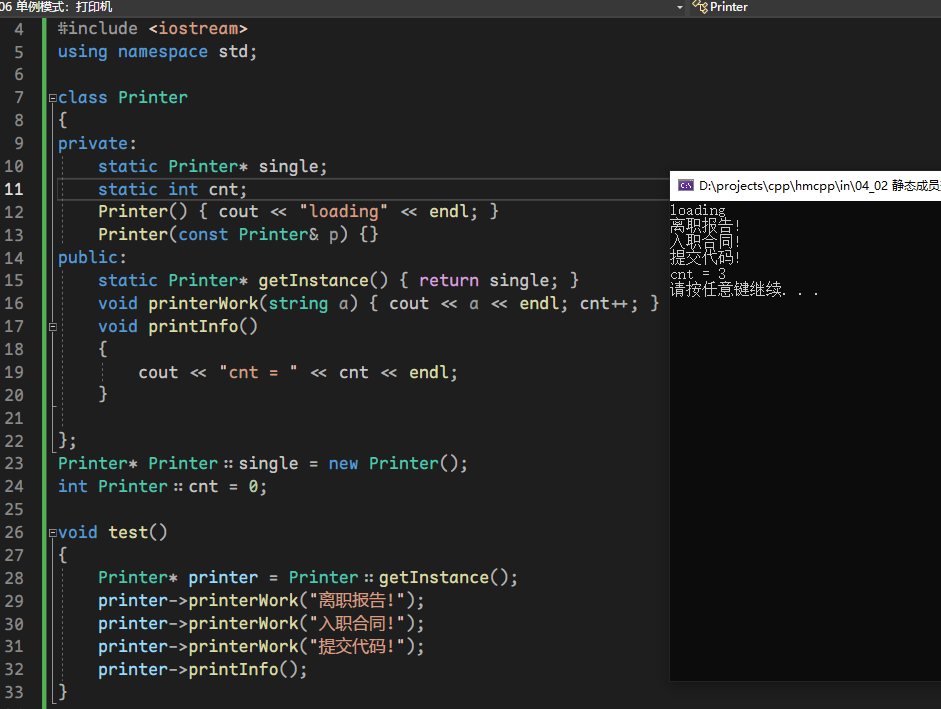 06 单例模式：打印机
Printer
4 #include <iostream>
5 using namespace std;
6
7 class Printer
8 {
9 private:
10 static Printer* single;
11 static int cnt;
12 Printer() { cout << "loading" << endl; }
13 Printer(const Printer& p) {}
14 public:
15 static Printer* getInstance() { return single; }
16 void printerWork(string a) { cout << a << endl; cnt++; }
17 void printInfo()
18 {
19 cout << "cnt = " << cnt << endl;
20 }
21
22 };
23 Printer* Printer::single = new Printer();
24 int Printer::cnt = 0;
25
26 void test()
27 {
28 Printer* printer = Printer::getInstance();
29 printer->printerWork("离职报告!");
30 printer->printerWork("入职合同!");
31 printer->printerWork("提交代码!");
32 printer->printInfo();
33 }
D:\projects\cpp\hmcpp\in\04_02 静态成员
loading
离职报告!
入职合同!
提交代码!
cnt = 3
请按任意键继续. . .